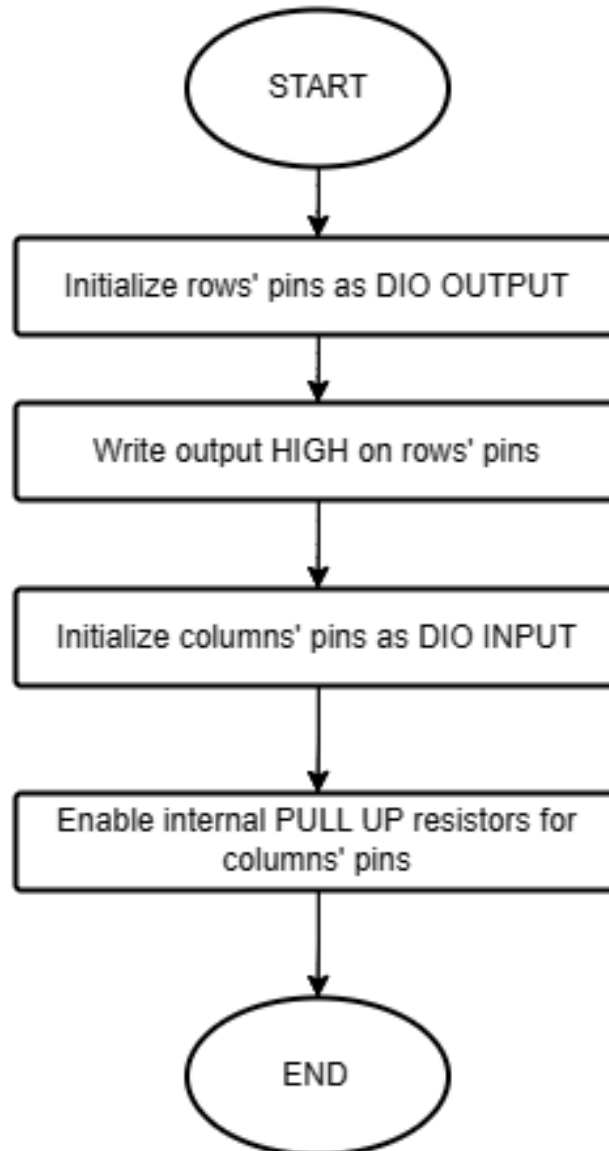 START
Initialize rows' pins as DIO OUTPUT
Write output HIGH on rows' pins
Initialize columns' pins as DIO INPUT
Enable internal PULL UP resistors for
columns' pins
END